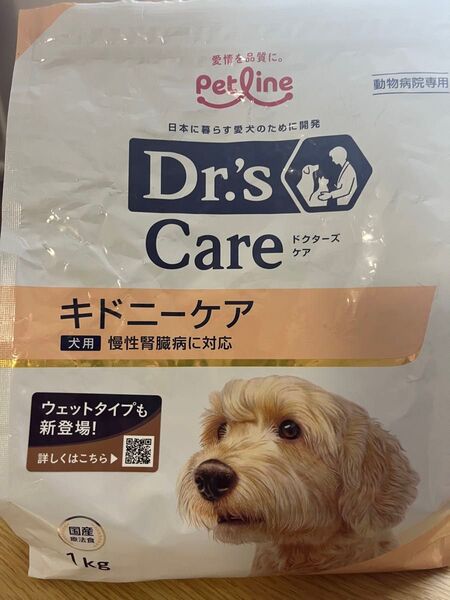 愛情を品質に。
Petline
動物病院専用
日本に暮らす愛犬のために開発
Dr.'s
Care
ドクターズ
ケア
キドニーケア
犬用 慢性腎臓病に対応
ウェットタイプも
新登場!
詳しくはこちら
国産
療法食
1kg